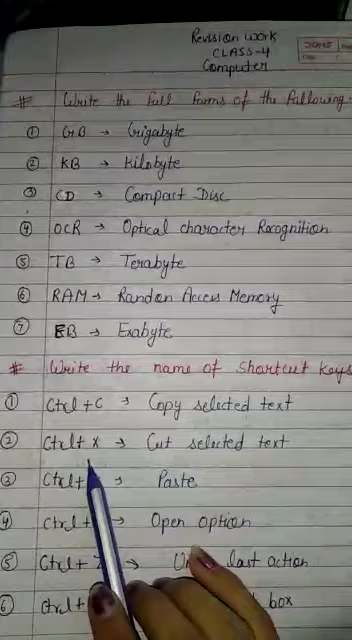 Revision Work
CLASS-4
Computer
# Write the full forms of the following.
① GB → Gigabyte
② KB → Kilobyte
③ CD → Compact Disc
④ OCR → Optical character Recognition
⑤ TB → Terabyte
⑥ RAM → Randon Access Memory
⑦ EB → Exabyte
# Write the name of shortcut keys
① Ctrl + C → Copy selected text
② Ctrl + X → Cut selected text
③ Ctrl + → Paste
④ Ctrl + → Open option
⑤ Ctrl + Z → last action
⑥ Ctrl + box